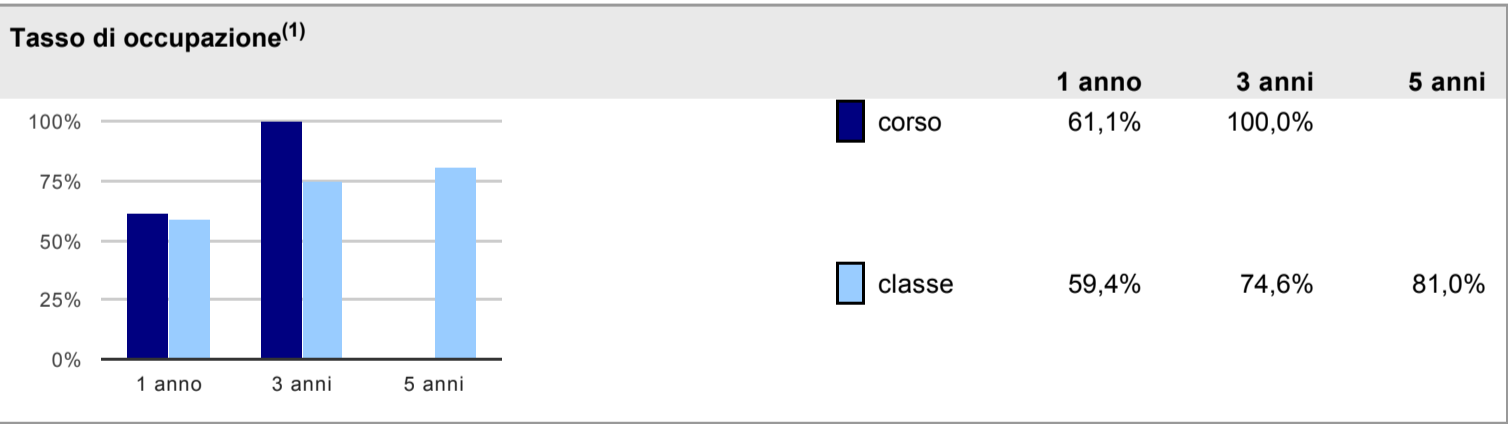 Tasso di occupazione(1)
1 anno 3 anni 5 anni
100%
75%
50%
25%
0%
1 anno 3 anni 5 anni
corso 61,1% 100,0%
classe 59,4% 74,6% 81,0%